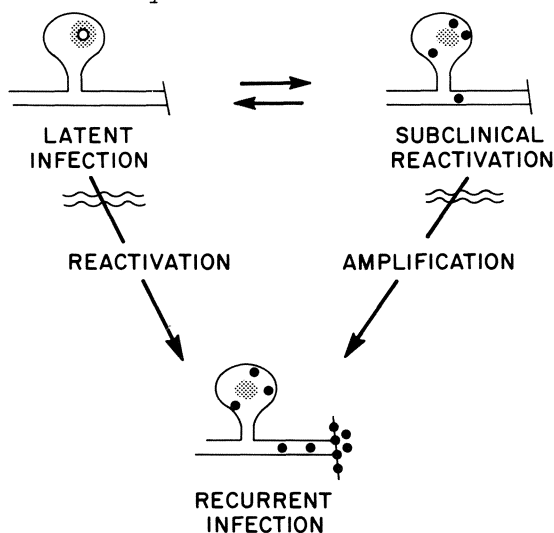 LATENT
INFECTION
SUBCLINICAL
REACTIVATION
REACTIVATION
AMPLIFICATION
RECURRENT
INFECTION